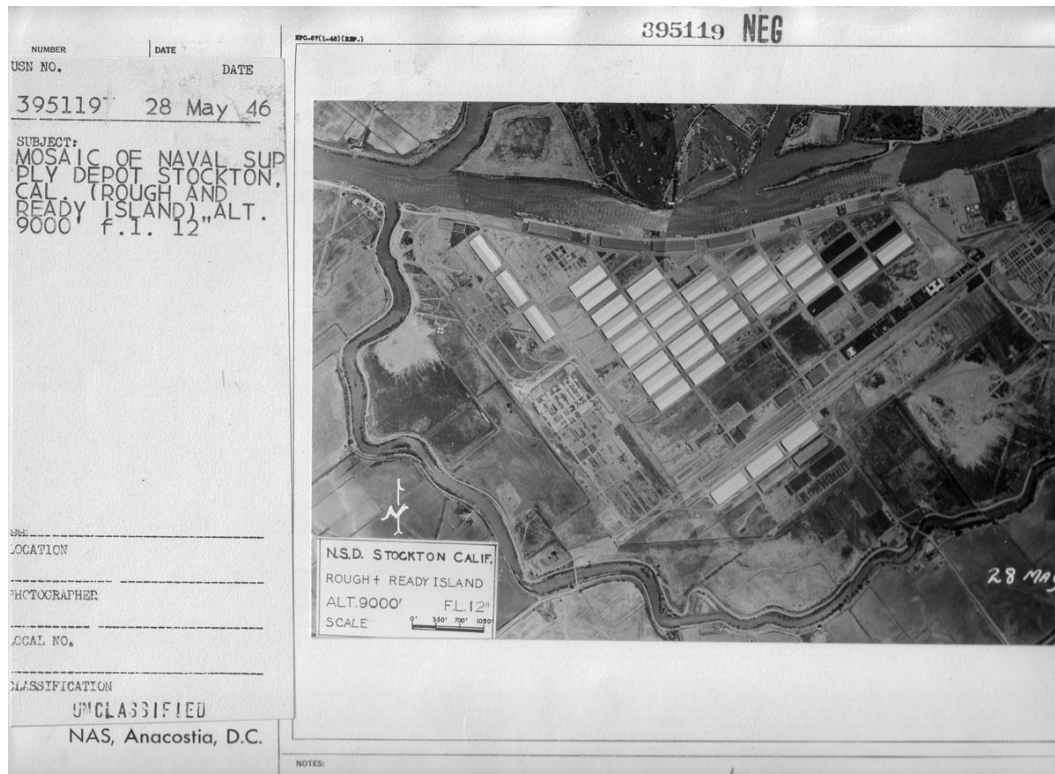 NUMBER
DATE
USN NO.
DATE
395119
28 May 46
SUBJECT:
MOSAIC OF NAVAL SUP
PLY DEPOT STOCKTON,
CAL. (ROUGH AND
READY ISLAND),, ALT.
9000' f.I. 12"
LOCATION
PHOTOGRAPHER
LOCAL NO.
CLASSIFICATION
UNCLASSIFIED
NAS, Anacostia, D.C.
395119 NEG
N
N.S.D. STOCKTON CALIF.
ROUGH + READY ISLAND
ALT. 9000' F.L. 12"
SCALE 0' 350' 700' 1050'
28 MAY
NOTES: